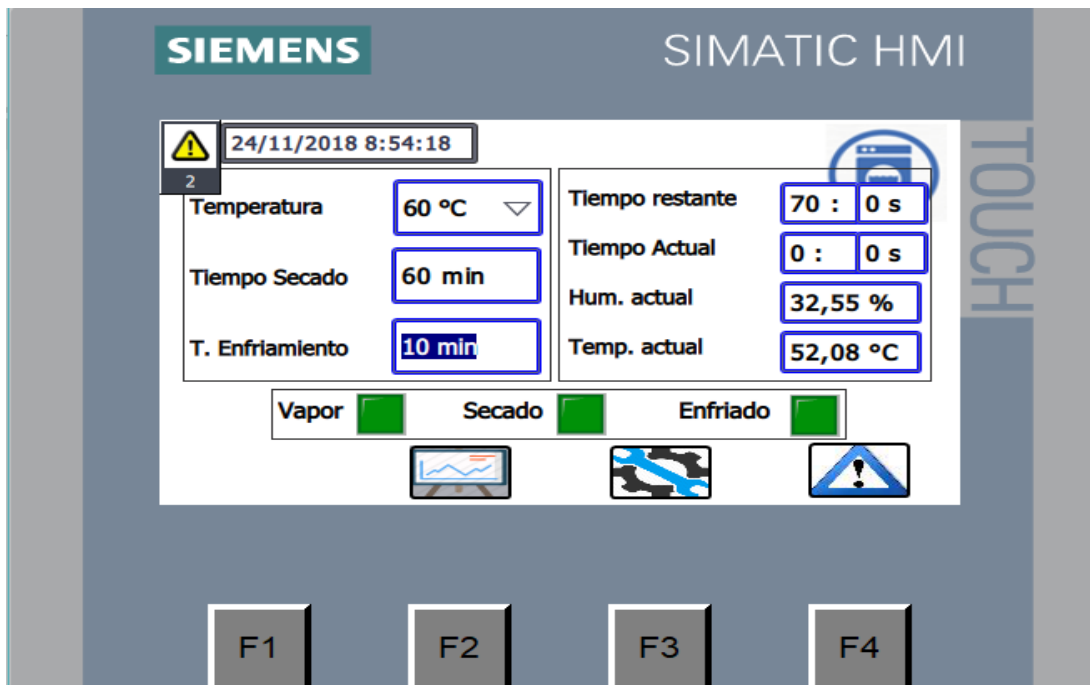 SIEMENS
SIMATIC HMI
TOUCH
24/11/2018 8:54:18
2
Temperatura
60 ºC
Tiempo Secado
60 min
T. Enfriamiento
10 min
Tiempo restante
70 : 0 s
Tiempo Actual
0 : 0 s
Hum. actual
32,55 %
Temp. actual
52,08 ºC
Vapor Secado Enfriado
F1 F2 F3 F4